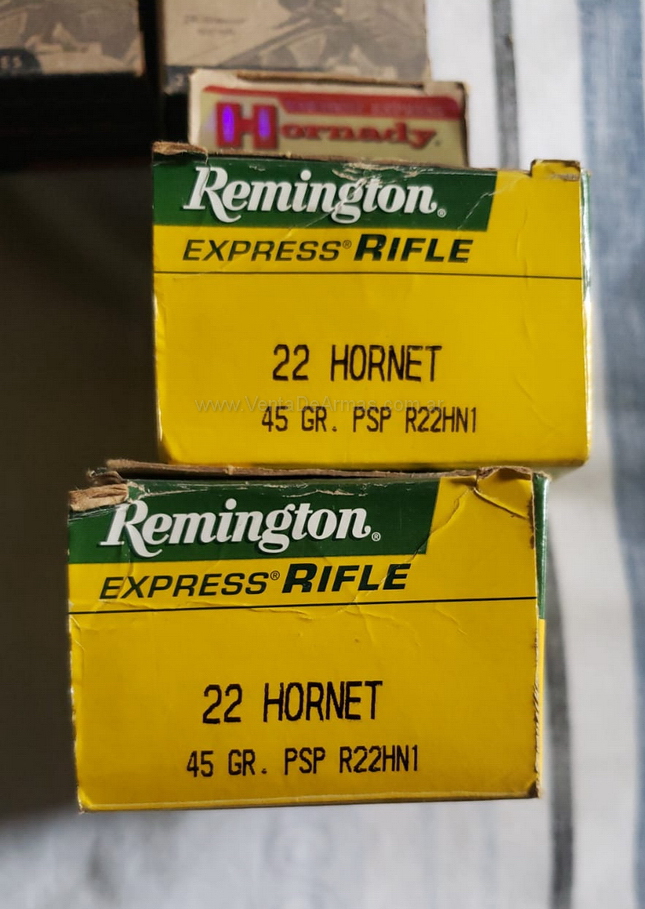 Hornady®
Remington®
EXPRESS® RIFLE
22 HORNET
www.VentaDeArmas.com.ar
45 GR. PSP R22HN1
Remington®
EXPRESS® RIFLE
22 HORNET
45 GR. PSP R22HN1